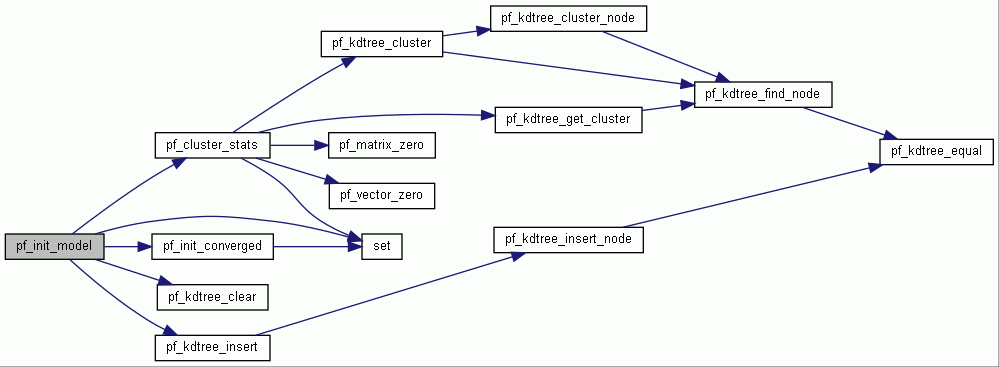 pf_kdtree_cluster_node
pf_kdtree_cluster
pf_kdtree_find_node
pf_kdtree_get_cluster
pf_cluster_stats
pf_matrix_zero
pf_kdtree_equal
pf_vector_zero
pf_init_model
pf_init_converged
set
pf_kdtree_insert_node
pf_kdtree_clear
pf_kdtree_insert